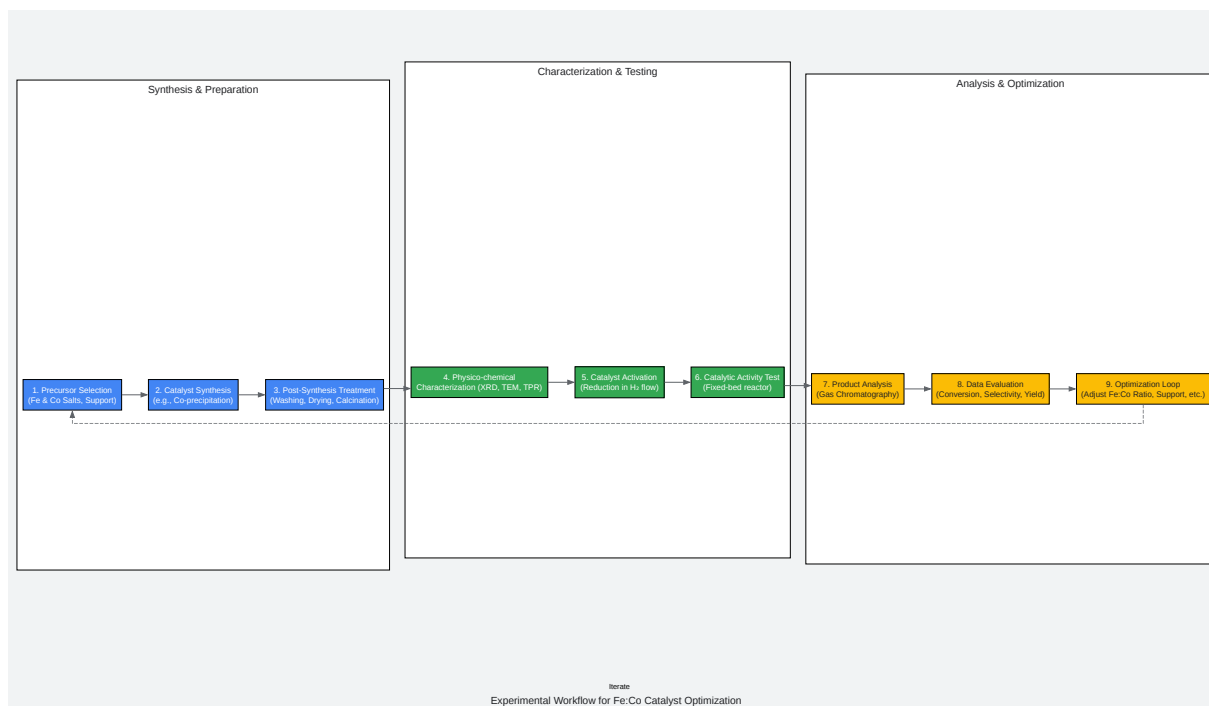 Synthesis & Preparation
1. Precursor Selection
(Fe & Co Salts, Support)
2. Catalyst Synthesis
(e.g., Co-precipitation)
3. Post-Synthesis Treatment
(Washing, Drying, Calcination)
Characterization & Testing
4. Physico-chemical
Characterization (XRD, TEM, TPR)
5. Catalyst Activation
(Reduction in H₂ flow)
6. Catalytic Activity Test
(Fixed-bed reactor)
Analysis & Optimization
7. Product Analysis
(Gas Chromatography)
8. Data Evaluation
(Conversion, Selectivity, Yield)
9. Optimization Loop
(Adjust Fe:Co Ratio, Support, etc.)
Iterate
Experimental Workflow for Fe:Co Catalyst Optimization